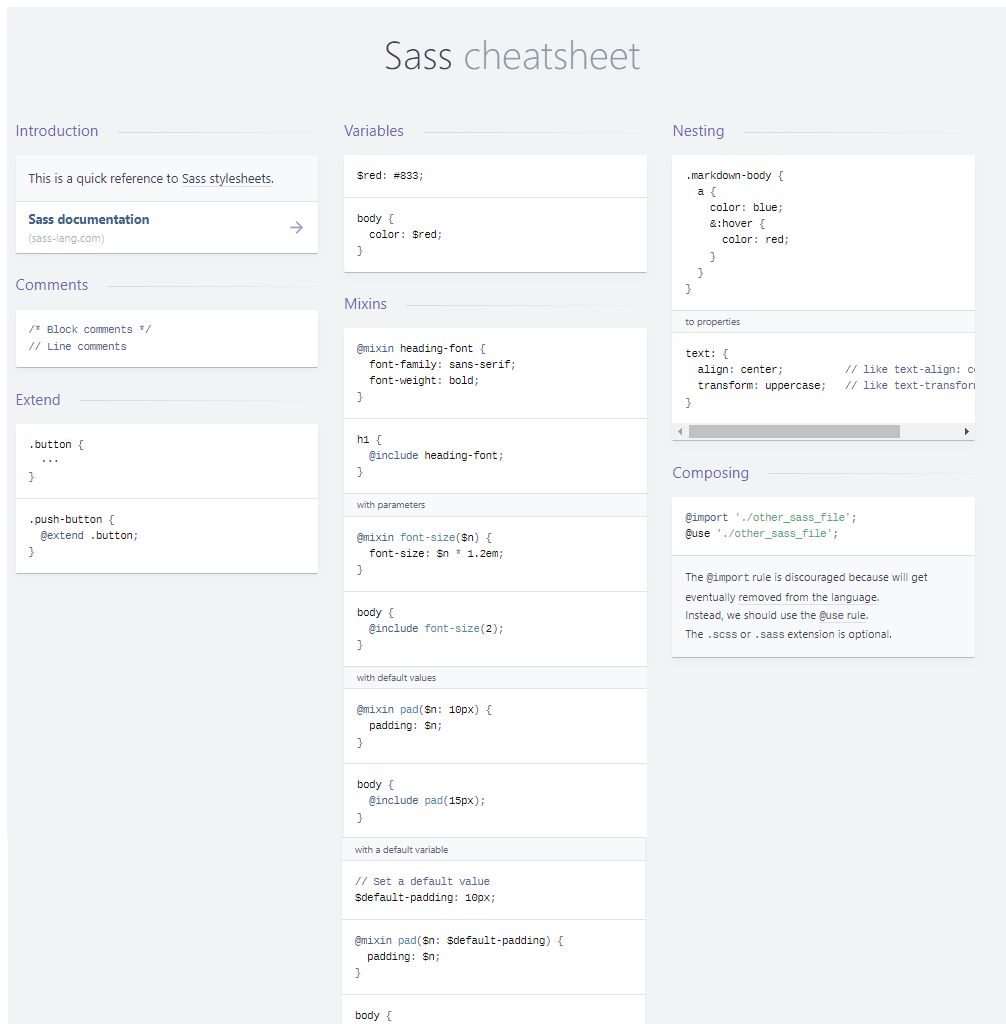 Sass cheatsheet
Introduction
This is a quick reference to Sass stylesheets.
Sass documentation
(sass-lang.com)
Comments
/* Block comments */
// Line comments
Extend
.button {
···
}
.push-button {
@extend .button;
}
Variables
$red: #833;
body {
color: $red;
}
Mixins
@mixin heading-font {
font-family: sans-serif;
font-weight: bold;
}
h1 {
@include heading-font;
}
with parameters
@mixin font-size($n) {
font-size: $n * 1.2em;
}
body {
@include font-size(2);
}
with default values
@mixin pad($n: 10px) {
padding: $n;
}
body {
@include pad(15px);
}
with a default variable
// Set a default value
$default-padding: 10px;
@mixin pad($n: $default-padding) {
padding: $n;
}
body {
Nesting
.markdown-body {
a {
color: blue;
&:hover {
color: red;
}
}
}
to properties
text: {
align: center; // like text-align: c
transform: uppercase; // like text-transfor
}
Composing
@import './other_sass_file';
@use './other_sass_file';
The @import rule is discouraged because will get
eventually removed from the language.
Instead, we should use the @use rule.
The .scss or .sass extension is optional.